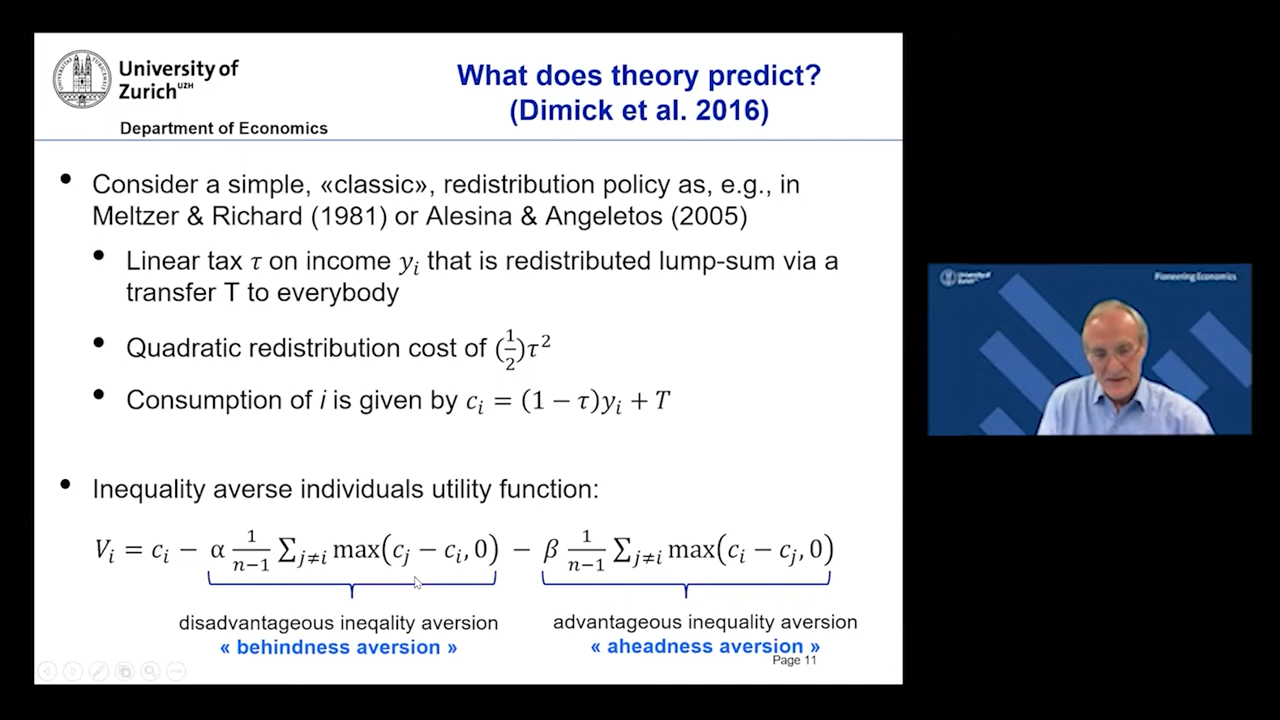 University of
Zurich UZH
Department of Economics
What does theory predict?
(Dimick et al. 2016)
• Consider a simple, «classic», redistribution policy as, e.g., in
Meltzer & Richard (1981) or Alesina & Angeletos (2005)
• Linear tax τ on income yᵢ that is redistributed lump-sum via a
transfer T to everybody
• Quadratic redistribution cost of (1/2)τ²
• Consumption of i is given by cᵢ = (1 − τ)yᵢ + T
• Inequality averse individuals utility function:
Vᵢ = cᵢ − α 1/(n−1) ∑j≠i max(cⱼ − cᵢ, 0) − β 1/(n−1) ∑j≠i max(cᵢ − cⱼ, 0)
disadvantageous ineqality aversion
« behindness aversion »
advantageous inequality aversion
« aheadness aversion »
Page 11
University of
Zurich
Pioneering Economics